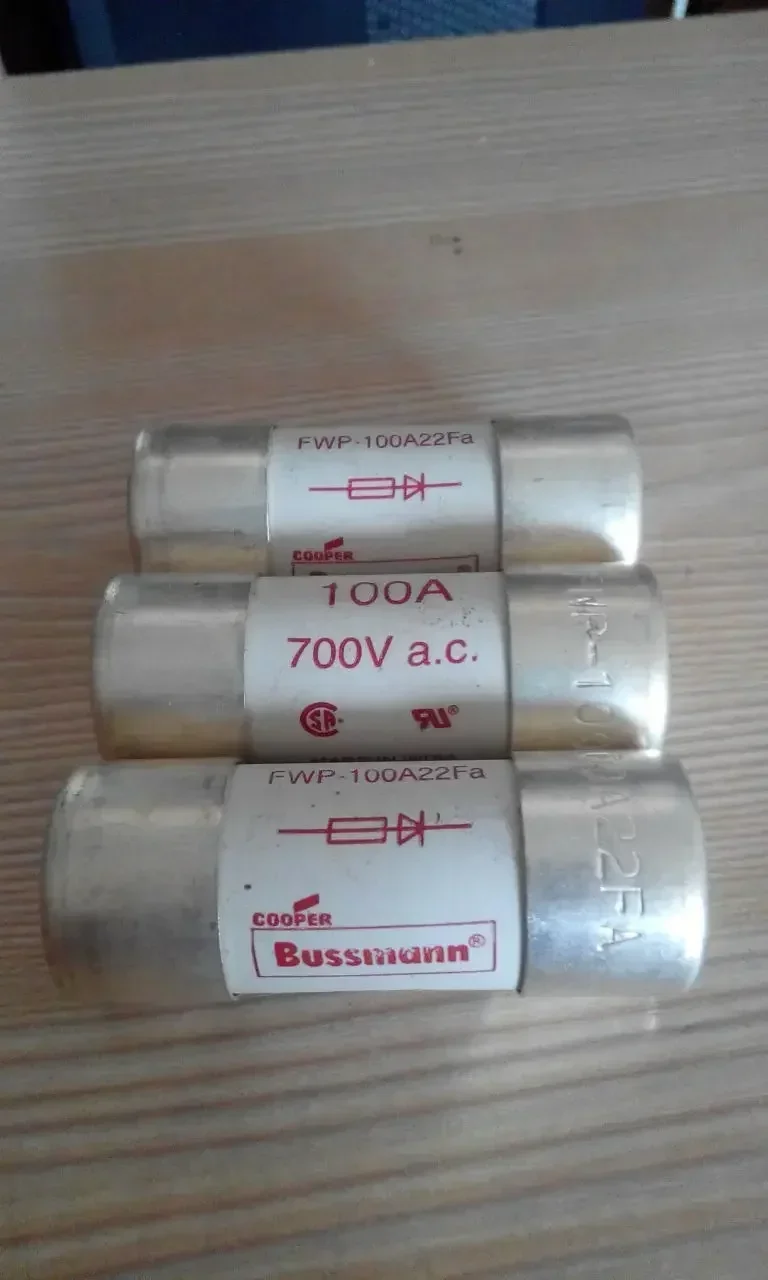 FWP-100A22Fa
COOPER
100A
700V a.c.
FWP-100A22Fa
COOPER
Bussmann®